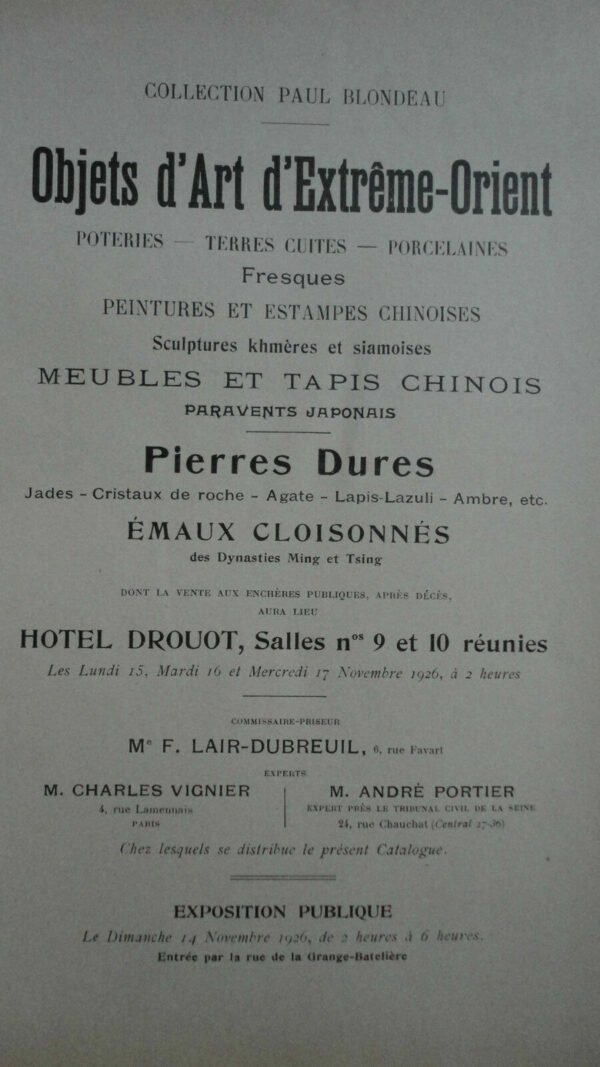 COLLECTION PAUL BLONDEAU
Objets d'Art d'Extrême-Orient
POTERIES — TERRES CUITES — PORCELAINES
Fresques
PEINTURES ET ESTAMPES CHINOISES
Sculptures khmères et siamoises
MEUBLES ET TAPIS CHINOIS
PARAVENTS JAPONAIS
Pierres Dures
Jades - Cristaux de roche - Agate - Lapis-Lazuli - Ambre, etc.
ÉMAUX CLOISONNÉS
des Dynasties Ming et Tsing
DONT LA VENTE AUX ENCHÈRES PUBLIQUES, APRÈS DÉCÈS,
AURA LIEU
HOTEL DROUOT, Salles nos 9 et 10 réunies
Les Lundi 15, Mardi 16 et Mercredi 17 Novembre 1926, à 2 heures
COMMISSAIRE-PRISEUR
Me F. LAIR-DUBREUIL, 6, rue Favart
EXPERTS
M. CHARLES VIGNIER
4, rue Lamennais
PARIS
M. ANDRÉ PORTIER
EXPERT PRÈS LE TRIBUNAL CIVIL DE LA SEINE
24, rue Chauchat (Central 27-36)
Chez lesquels se distribue le présent Catalogue.
EXPOSITION PUBLIQUE
Le Dimanche 14 Novembre 1926, de 2 heures à 6 heures.
Entrée par la rue de la Grange-Batelière